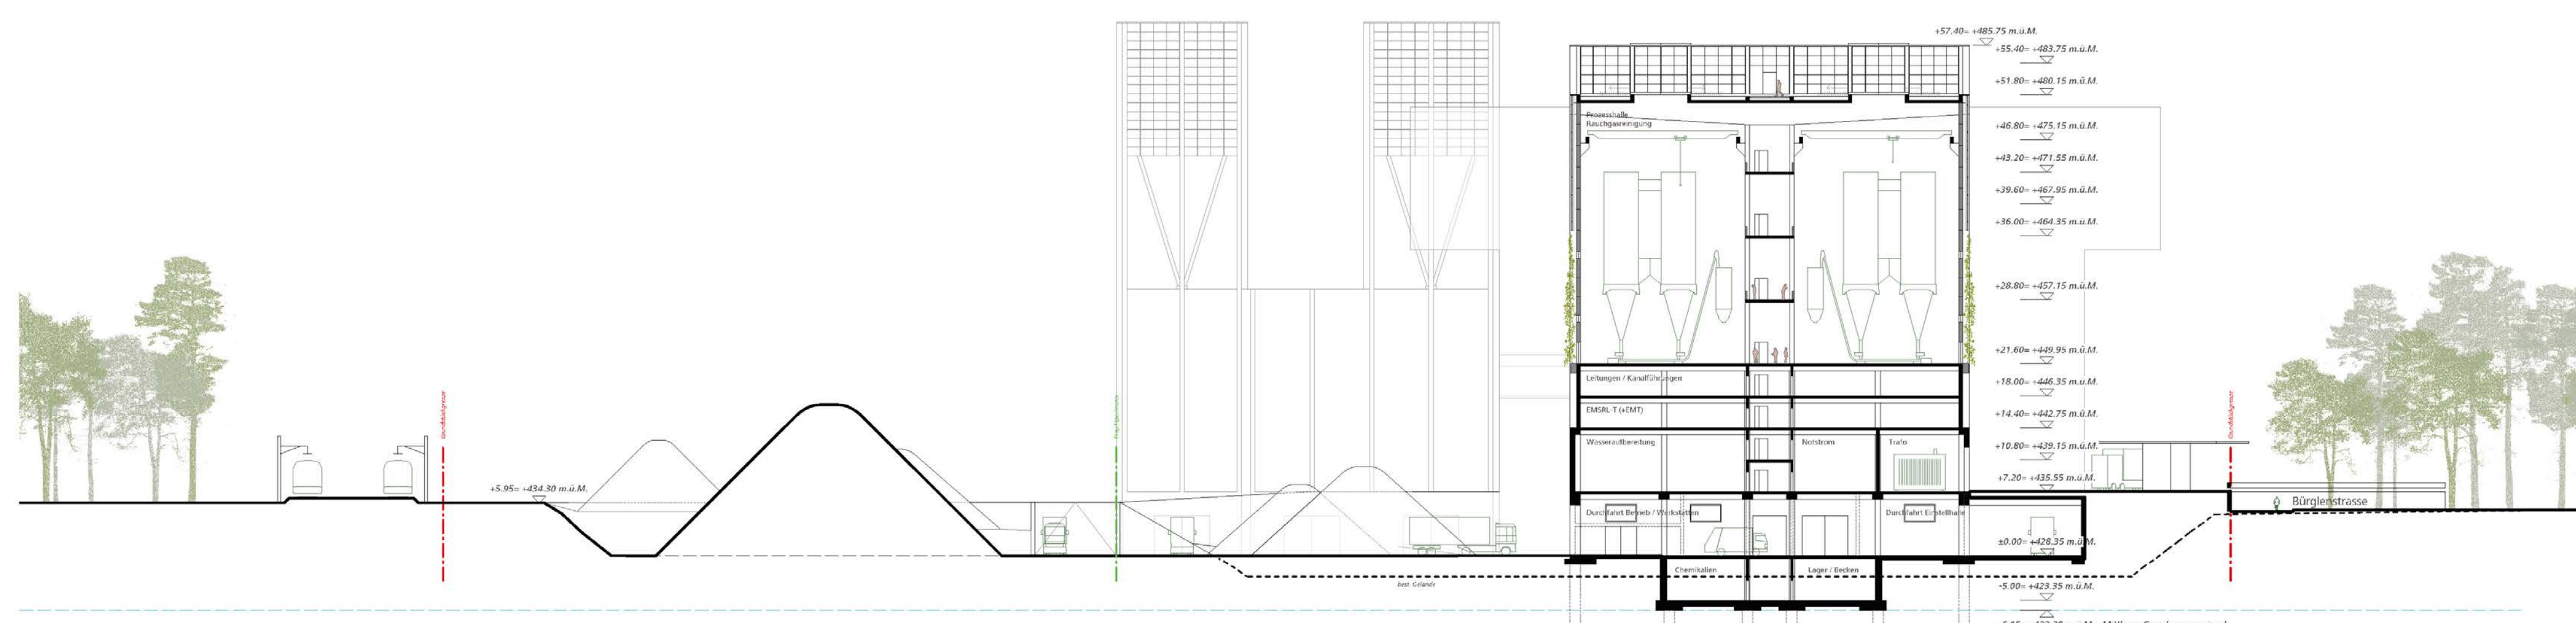 +57.40= +485.75 m.ü.M.
+55.40= +483.75 m.ü.M.
+51.80= +480.15 m.ü.M.
Prozesshalle
Rauchgasreinigung
+46.80= +475.15 m.ü.M.
+43.20= +471.55 m.ü.M.
+39.60= +467.95 m.ü.M.
+36.00= +464.35 m.ü.M.
+28.80= +457.15 m.ü.M.
+21.60= +449.95 m.ü.M.
Leitungen / Kanalführungen
+18.00= +446.35 m.ü.M.
EMSRL-T (+EMT)
+14.40= +442.75 m.ü.M.
Grundstücksgrenze
Grundstücksgrenze
Wasseraufbereitung
Notstrom
Trafo
+10.80= +439.15 m.ü.M.
+7.20= +435.55 m.ü.M.
+5.95= +434.30 m.ü.M.
Bürglenstrasse
Durchfahrt Betrieb / Werkstätten
Durchfahrt Einstellhalle
±0.00= +428.35 m.ü.M.
Chemikalien
Lager / Becken
best. Gelände
-5.00= +423.35 m.ü.M.